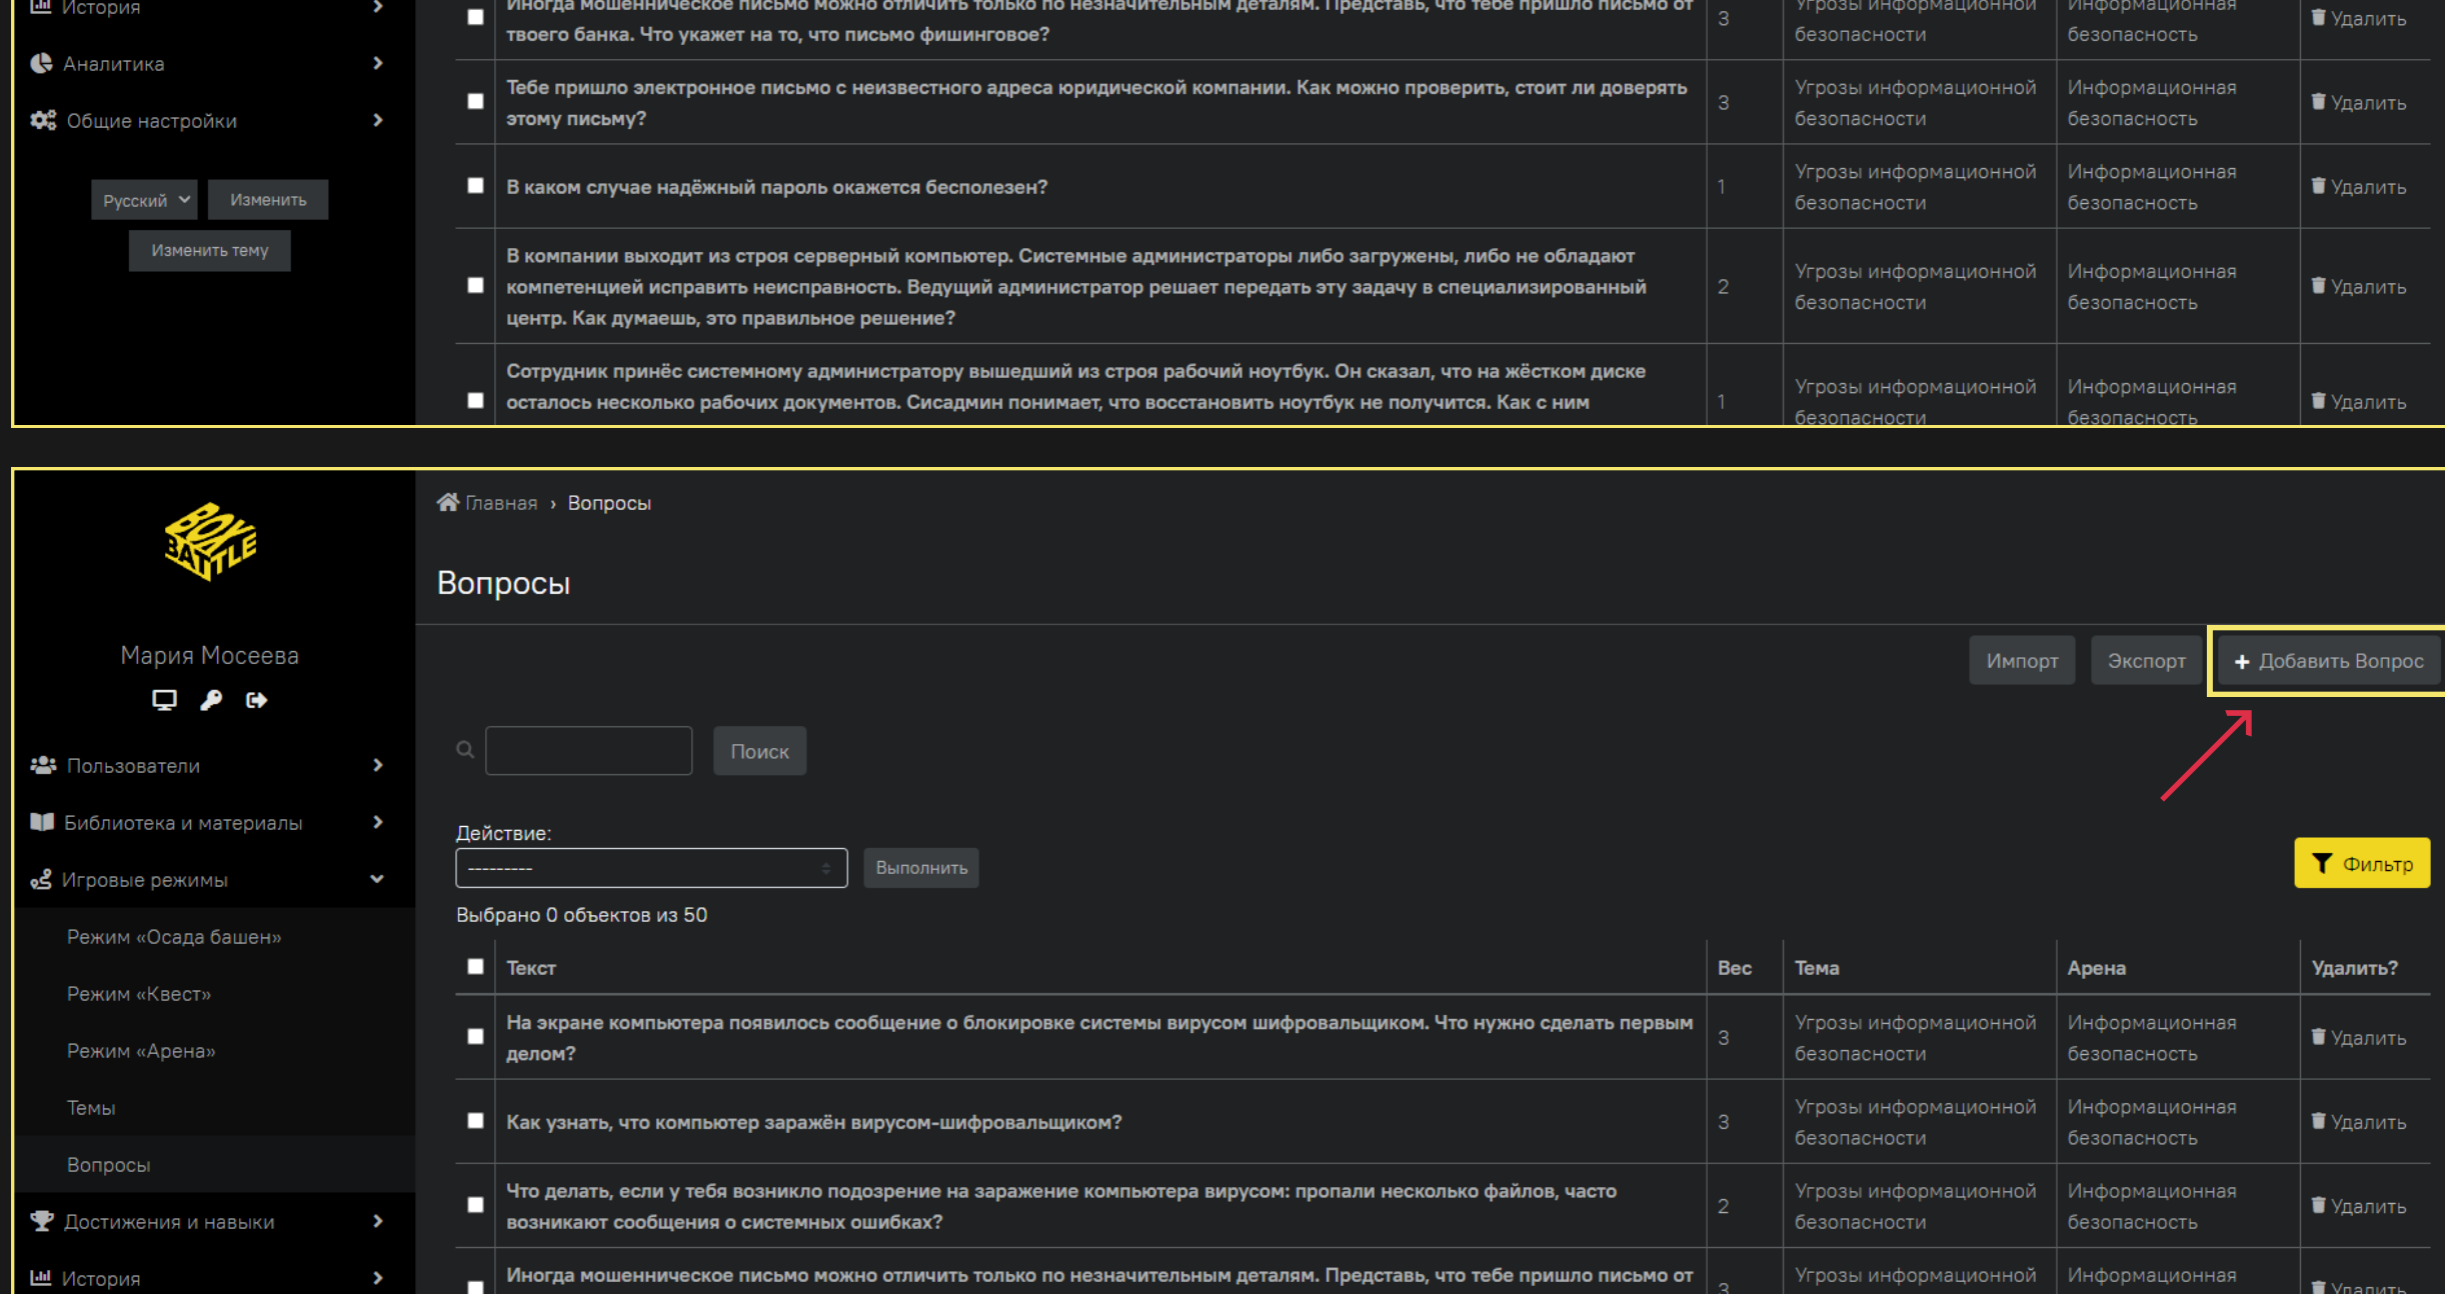 История
Иногда мошенническое письмо можно отличить только по незначительным деталям. Представь, что тебе пришло письмо от
твоего банка. Что укажет на то, что письмо фишинговое?
3
Угрозы информационной
безопасности
Информационная
безопасность
Удалить
Аналитика
Тебе пришло электронное письмо с неизвестного адреса юридической компании. Как можно проверить, стоит ли доверять
этому письму?
3
Угрозы информационной
безопасности
Информационная
безопасность
Удалить
Общие настройки
Русский
Изменить
Изменить тему
В каком случае надёжный пароль окажется бесполезен?
1
Угрозы информационной
безопасности
Информационная
безопасность
Удалить
В компании выходит из строя серверный компьютер. Системные администраторы либо загружены, либо не обладают
компетенцией исправить неисправность. Ведущий администратор решает передать эту задачу в специализированный
центр. Как думаешь, это правильное решение?
2
Угрозы информационной
безопасности
Информационная
безопасность
Удалить
Сотрудник принёс системному администратору вышедший из строя рабочий ноутбук. Он сказал, что на жёстком диске
осталось несколько рабочих документов. Сисадмин понимает, что восстановить ноутбук не получится. Как с ним
1
Угрозы информационной
безопасности
Информационная
безопасность
Удалить
BOX
BATTLE
Главная › Вопросы
Вопросы
Мария Мосеева
Импорт
Экспорт
+ Добавить Вопрос
Поиск
Пользователи
Библиотека и материалы
Игровые режимы
Режим «Осада башен»
Режим «Квест»
Режим «Арена»
Темы
Вопросы
Достижения и навыки
История
Действие:
---------
Выполнить
Фильтр
Выбрано 0 объектов из 50
Текст
Вес
Тема
Арена
Удалить?
На экране компьютера появилось сообщение о блокировке системы вирусом шифровальщиком. Что нужно сделать первым
делом?
3
Угрозы информационной
безопасности
Информационная
безопасность
Удалить
Как узнать, что компьютер заражён вирусом-шифровальщиком?
3
Угрозы информационной
безопасности
Информационная
безопасность
Удалить
Что делать, если у тебя возникло подозрение на заражение компьютера вирусом: пропали несколько файлов, часто
возникают сообщения о системных ошибках?
2
Угрозы информационной
безопасности
Информационная
безопасность
Удалить
Иногда мошенническое письмо можно отличить только по незначительным деталям. Представь, что тебе пришло письмо от
3
Угрозы информационной
Информационная
Удалить